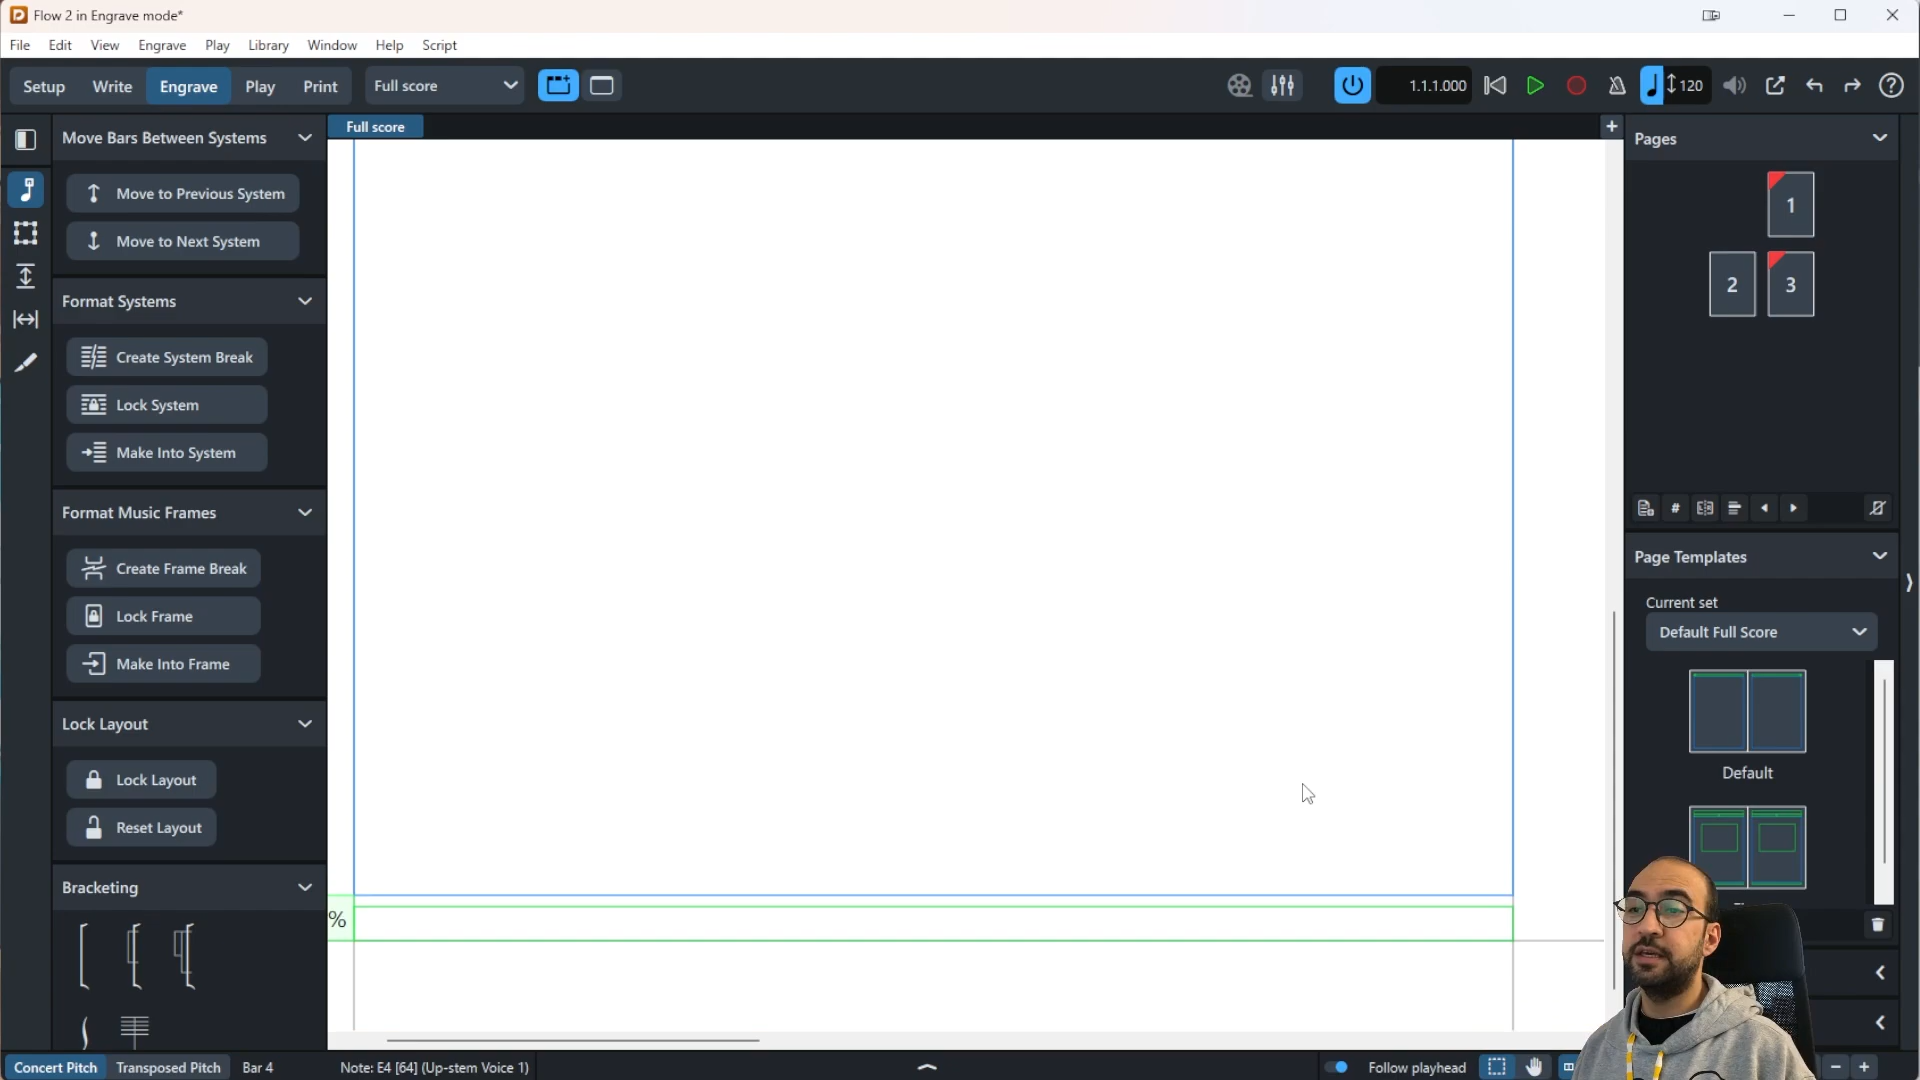 Flow 2 in Engrave mode*
File Edit View Engrave Play Library Window Help Script
Setup Write Engrave Play Print Full score 1.1.1.000 120
Move Bars Between Systems
Move to Previous System
Move to Next System
Format Systems
Create System Break
Lock System
Make Into System
Format Music Frames
Create Frame Break
Lock Frame
Make Into Frame
Lock Layout
Lock Layout
Reset Layout
Bracketing
Full score
%
Pages
1
2 3
#
Page Templates
Current set
Default Full Score
Default
Concert Pitch Transposed Pitch Bar 4 Note: E4 [64] (Up-stem Voice 1) Follow playhead